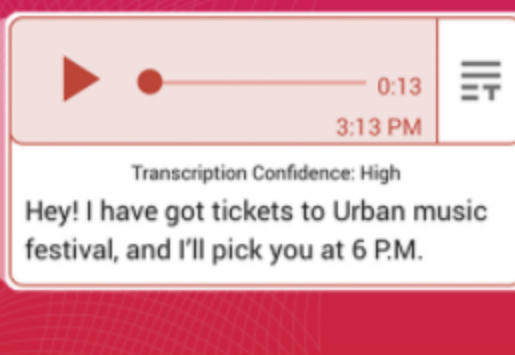 0:13
3:13 PM
Transcription Confidence: High
Hey! I have got tickets to Urban music
festival, and I'll pick you at 6 P.M.